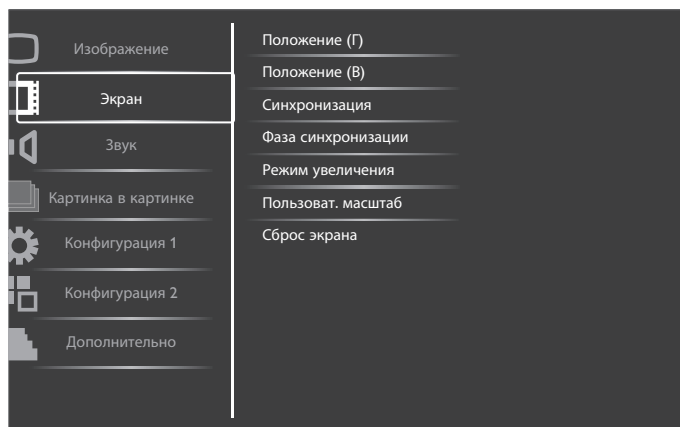 Изображение
Экран
Звук
Картинка в картинке
Конфигурация 1
Конфигурация 2
Дополнительно
Положение (Г)
Положение (В)
Синхронизация
Фаза синхронизации
Режим увеличения
Пользоват. масштаб
Сброс экрана